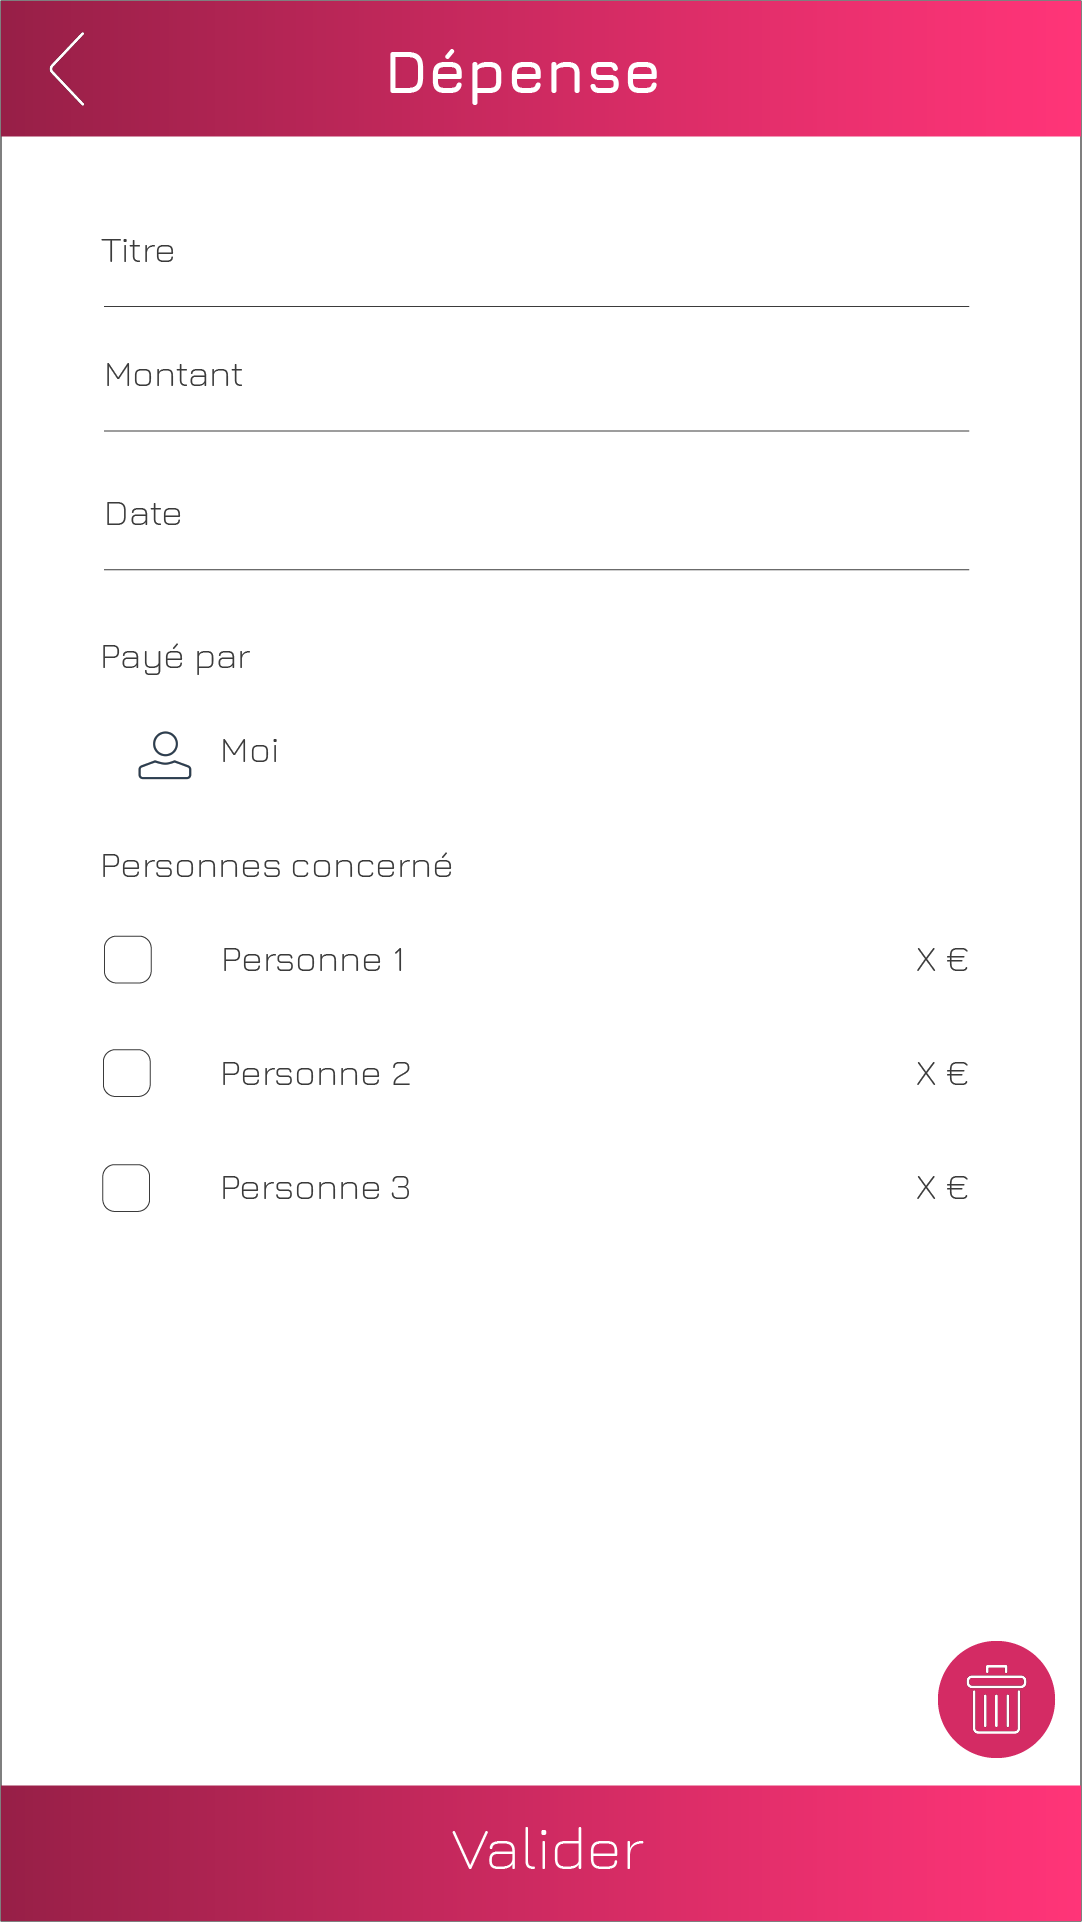 Dépense
Titre
Montant
Date
Payé par
Moi
Personnes concerné
Personne 1 X €
Personne 2 X €
Personne 3 X €
Valider